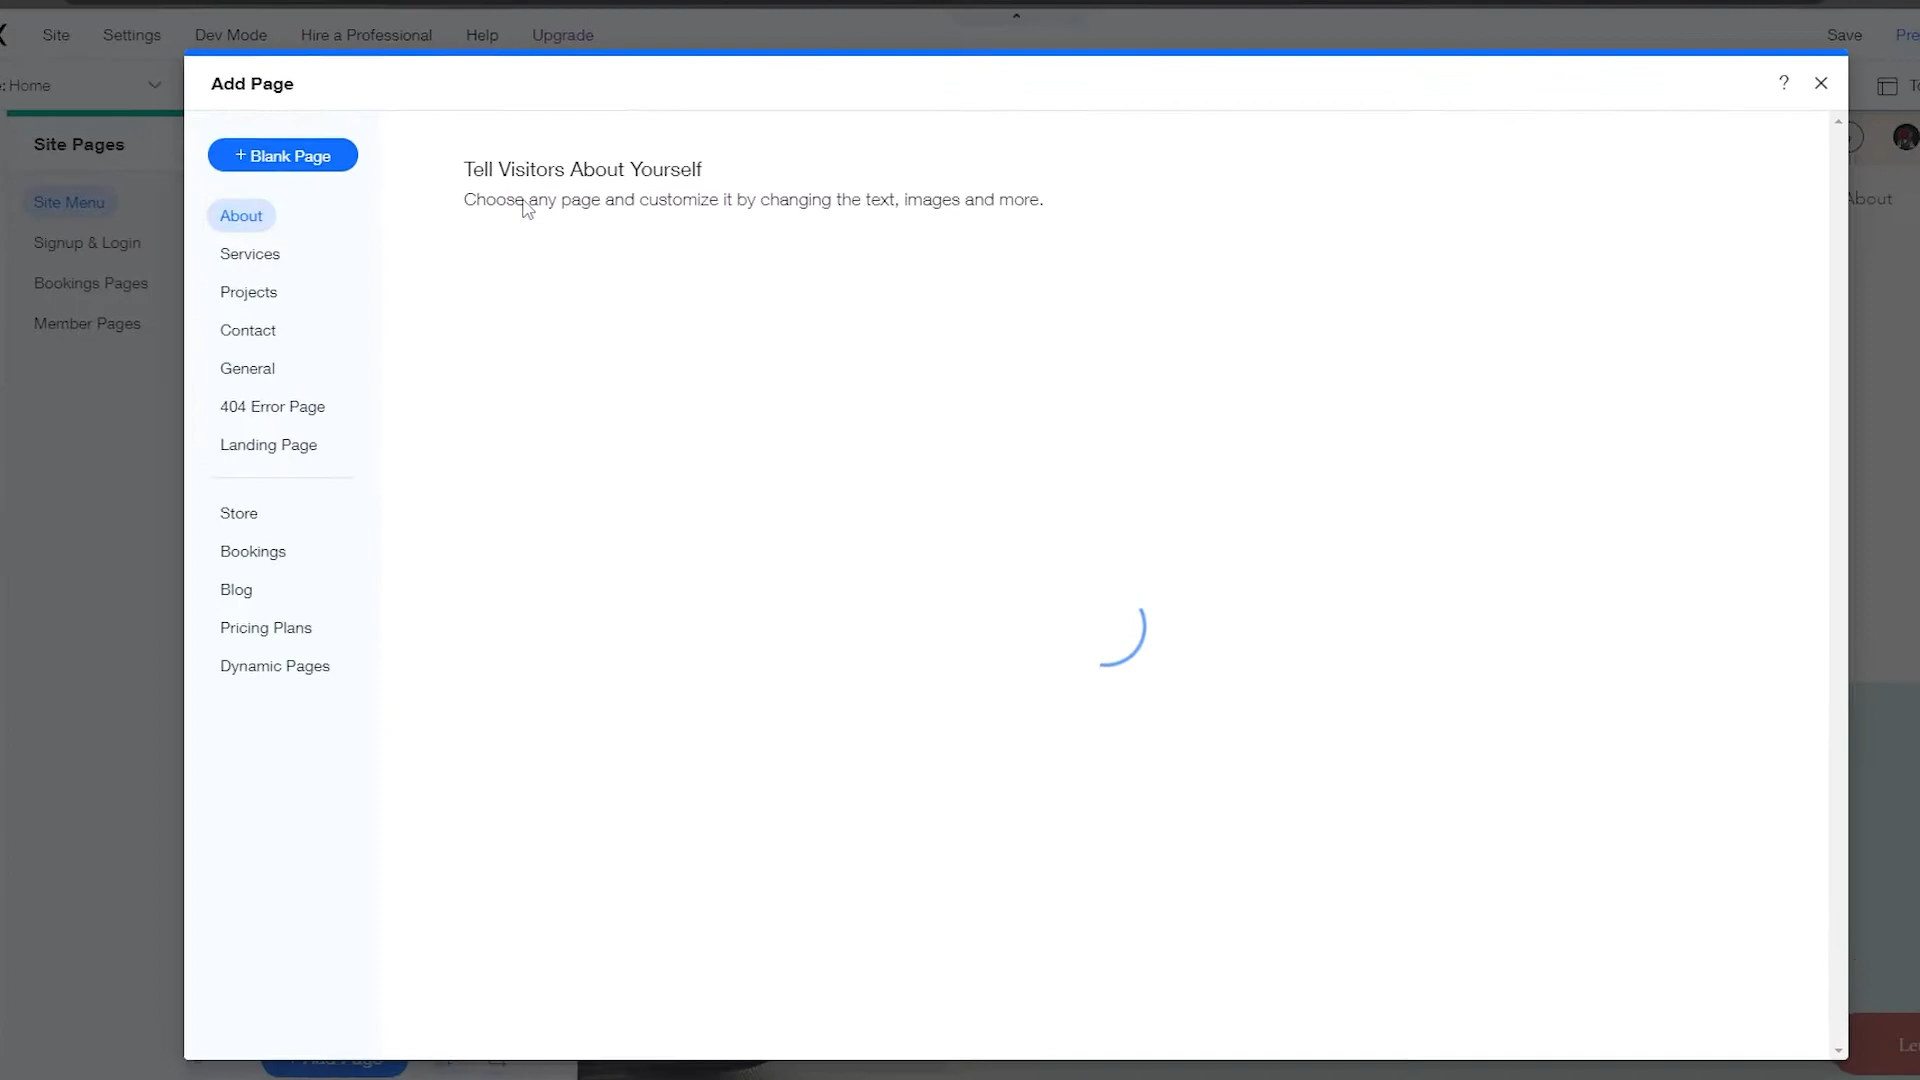 Site Settings Dev Mode Hire a Professional Help Upgrade Save
: Home
Add Page
?
Site Pages
Site Menu
Signup & Login
Bookings Pages
Member Pages
+ Blank Page
About
Services
Projects
Contact
General
404 Error Page
Landing Page
Store
Bookings
Blog
Pricing Plans
Dynamic Pages
Tell Visitors About Yourself
Choose any page and customize it by changing the text, images and more.
About